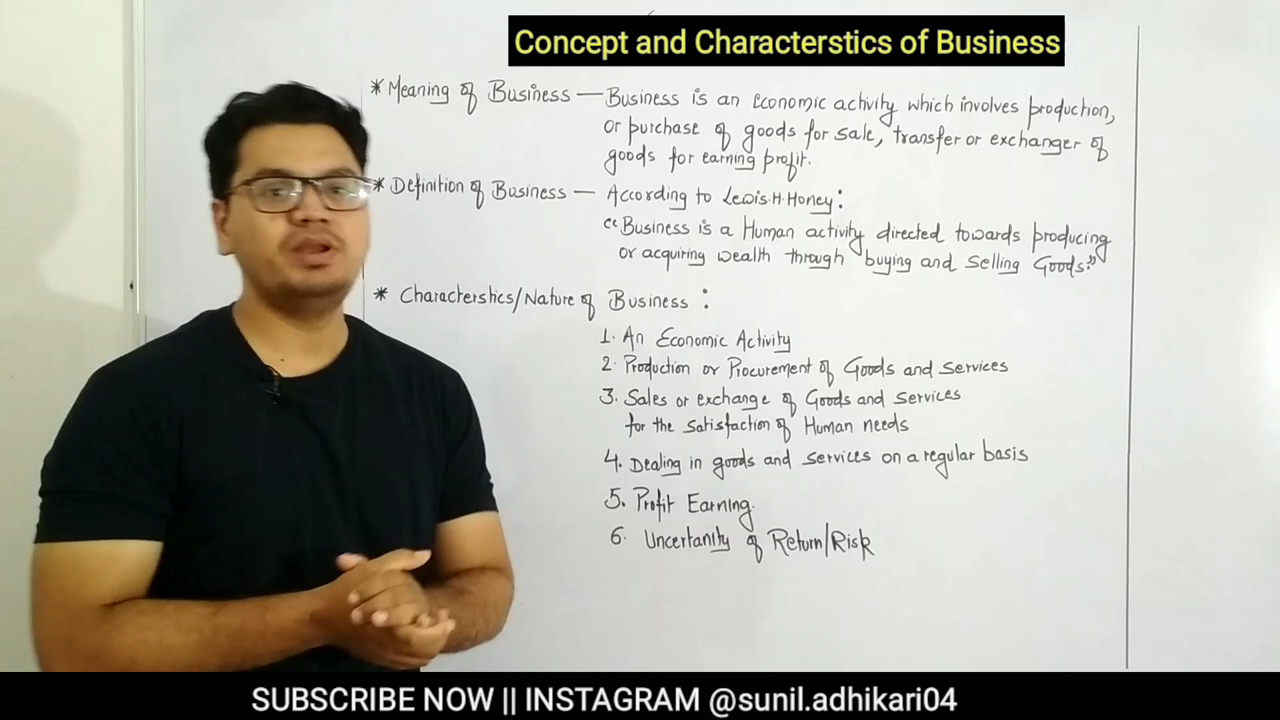 Concept and Characterstics of Business
* Meaning of Business — Business is an Economic activity which involves production,
or purchase of goods for sale, transfer or exchanger of
goods for earning profit.
* Definition of Business — According to Lewis.H.Honey:
“Business is a Human activity directed towards producing
or acquiring wealth through buying and selling Goods.”
* Characterstics/Nature of Business :
1. An Economic Activity
2. Production or Procurement of Goods and services
3. Sales or exchange of Goods and services
for the satisfaction of Human needs
4. Dealing in goods and services on a regular basis
5. Profit Earning.
6. Uncertanity of Return/Risk
SUBSCRIBE NOW || INSTAGRAM @sunil.adhikari04